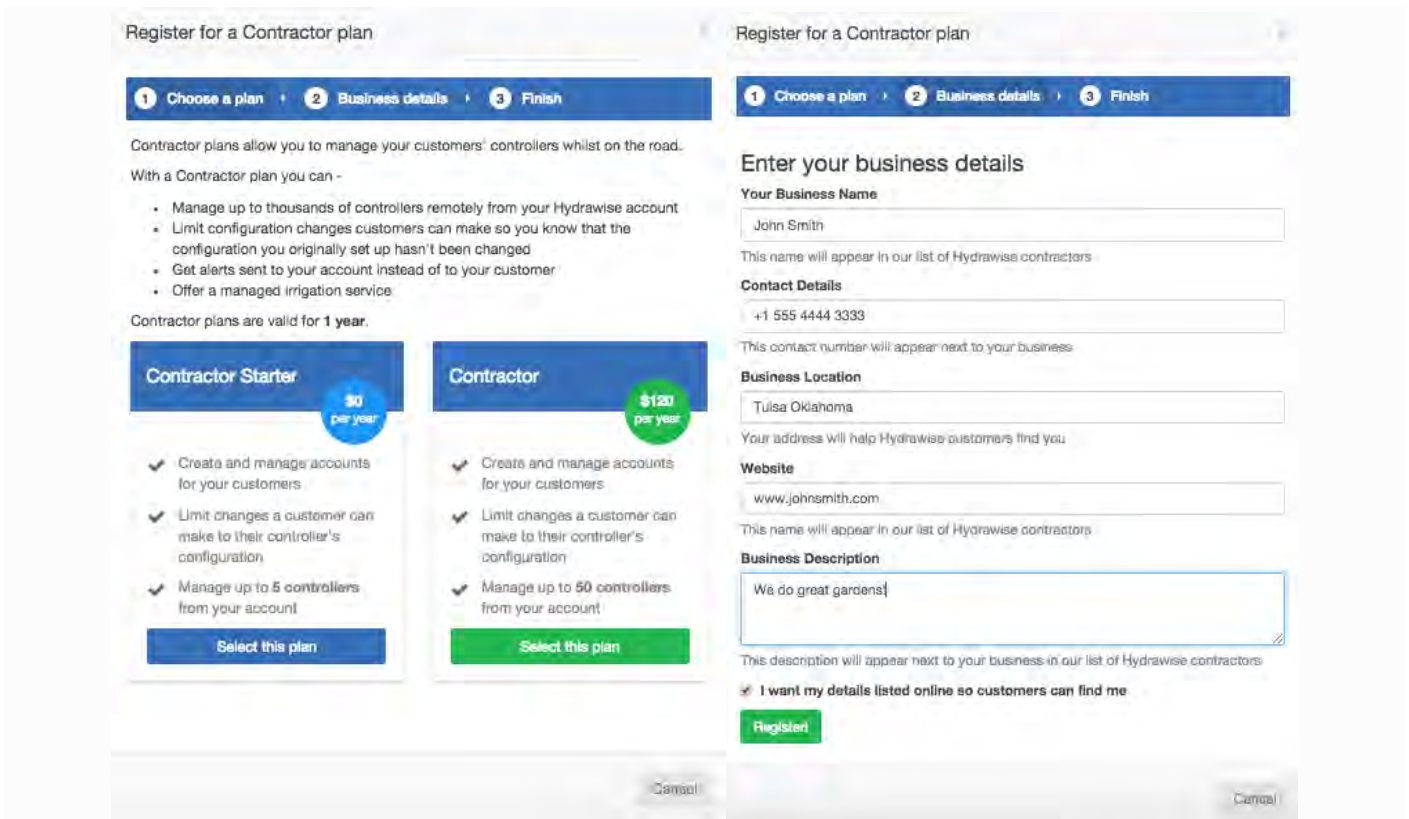 Register for a Contractor plan
1 Choose a plan 2 Business details 3 Finish
Contractor plans allow you to manage your customers' controllers whilst on the road.
With a Contractor plan you can -
• Manage up to thousands of controllers remotely from your Hydrawise account
• Limit configuration changes customers can make so you know that the
configuration you originally set up hasn't been changed
• Get alerts sent to your account instead of to your customer
• Offer a managed irrigation service
Contractor plans are valid for 1 year.
Contractor Starter
$0
per year
Create and manage accounts
for your customers
Limit changes a customer can
make to their controller's
configuration
Manage up to 5 controllers
from your account
Select this plan
Contractor
$120
per year
Create and manage accounts
for your customers
Limit changes a customer can
make to their controller's
configuration
Manage up to 50 controllers
from your account
Select this plan
Cancel
Register for a Contractor plan
1 Choose a plan 2 Business details 3 Finish
Enter your business details
Your Business Name
John Smith
This name will appear in our list of Hydrawise contractors
Contact Details
+1 555 4444 3333
This contact number will appear next to your business
Business Location
Tulsa Oklahoma
Your address will help Hydrawise customers find you
Website
www.johnsmith.com
This name will appear in our list of Hydrawise contractors
Business Description
We do great gardens!
This description will appear next to your business in our list of Hydrawise contractors
I want my details listed online so customers can find me
Register!
Cancel